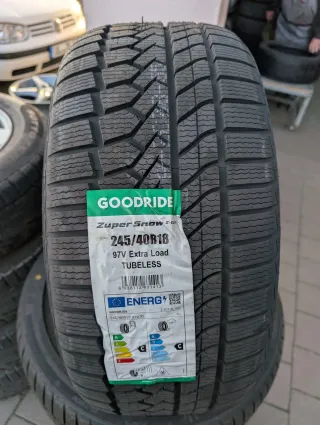 GOODRIDE
Zuper Snow
245/40R18
97V Extra Load
TUBELESS
ENERG
C
C